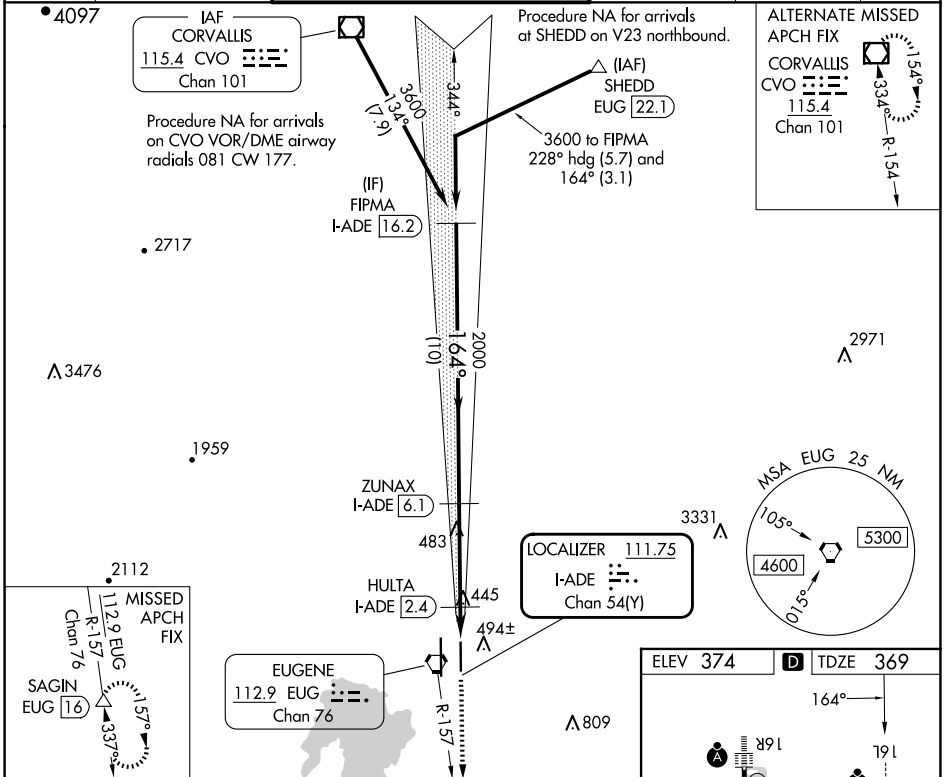 4097
IAF
CORVALLIS
115.4 CVO
Chan 101
Procedure NA for arrivals
on CVO VOR/DME airway
radials 081 CW 177.
3600
134°
(7.9)
344°
Procedure NA for arrivals
at SHEDD on V23 northbound.
(IAF)
SHEDD
EUG 22.1
3600 to FIPMA
228° hdg (5.7) and
164° (3.1)
ALTERNATE MISSED
APCH FIX
CORVALLIS
CVO
115.4
Chan 101
154°
334°
R-154
(IF)
FIPMA
I-ADE 16.2
2717
2000
164°
(10)
2971
3476
1959
ZUNAX
I-ADE 6.1
483
3331
MSA EUG 25 NM
105°
5300
4600
015°
LOCALIZER 111.75
I-ADE
Chan 54(Y)
2112
HULTA
I-ADE 2.4
445
494±
MISSED
APCH
FIX
112.9 EUG
R-157
Chan 76
SAGIN
EUG 16
157°
337°
EUGENE
112.9 EUG
Chan 76
R-157
809
ELEV 374
D
TDZE 369
164°
A
16R
16L